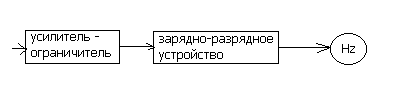 усилитель -
ограничитель
зарядно-разрядное
устройство
Hz